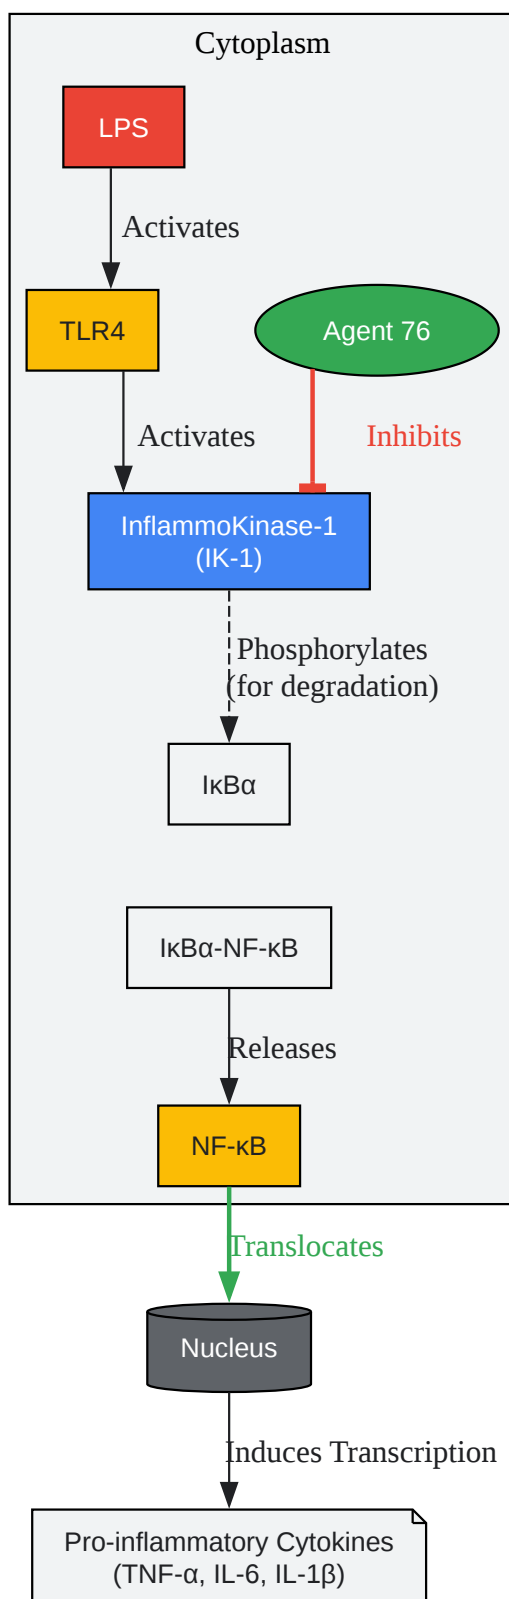 Cytoplasm
LPS
Activates
TLR4
Agent 76
Activates
Inhibits
InflammoKinase-1
(IK-1)
Phosphorylates
(for degradation)
IκBα
IκBα-NF-κB
Releases
NF-κB
Translocates
Nucleus
Induces Transcription
Pro-inflammatory Cytokines
(TNF-α, IL-6, IL-1β)